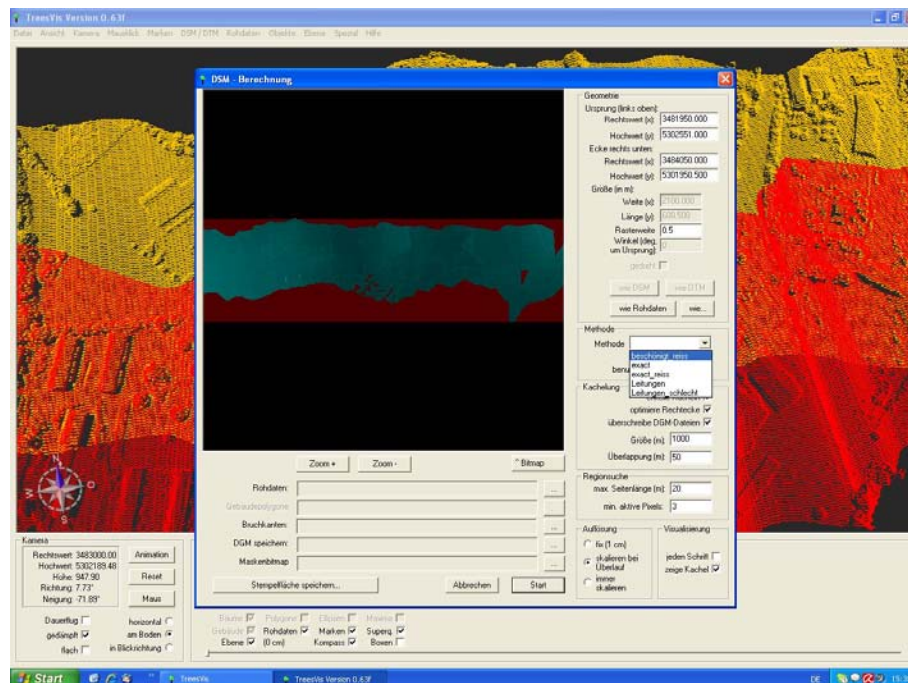 TreesVis Version 0.63f
Datei Ansicht Kamera Mausklick Marken DSM/DTM Rohdaten Objekte Ebene Spezial Hilfe
DSM - Berechnung
Geometrie
Ursprung (links oben):
Rechtswert (x): 3481950.000
Hochwert (y): 5302551.000
Ecke rechts unten:
Rechtswert (x): 3484050.000
Hochwert (y): 5301950.500
Größe (in m):
Weite (x): 2100.000
Länge (y): 600.500
Rasterweite 0.5
Winkel (deg. um Ursprung): 0
gedreht
wie DSM wie DTM
wie Rohdaten wie...
Methode
Methode
beschönigt_reiss
exact
exact_reiss
Leitungen
Leitungen_schlecht
Kachelung
optimiere Rechtecke
überschreibe DGM-Dateien
Größe (m): 1000
Überlappung (m): 50
Regionsuche
max. Seitenlänge (m): 20
min. aktive Pixels: 3
Auflösung
fix (1 cm)
skalieren bei Überlauf
immer skalieren
Visualisierung
jeden Schritt
zeige Kachel
Zoom + Zoom - Bitmap
Rohdaten: ...
Gebäudepolygone ...
Bruchkanten: ...
DGM speichern: ...
Maskenbitmap ...
Stempelfläche speichern... Abbrechen Start
N
W O
S
Kamera
Rechtswert: 3483000.00
Hochwert: 5302189.48
Höhe: 947.90
Richtung: 7.73°
Neigung: -71.89°
Animation
Reset
Maus
Dauerflug horizontal
gedämpft am Boden
flach in Blickrichtung
Bäume Polygone Ellipsen Hinweise
Gebäude Rohdaten Marken Superq.
Ebene (0 cm) Kompass Boxen
Start TreesVis TreesVis Version 0.63f DE